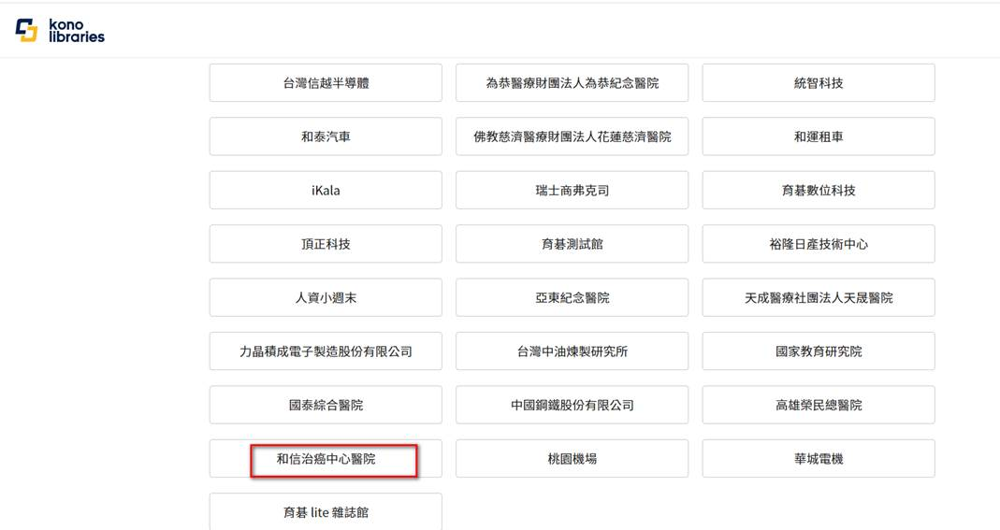 kono
libraries
台灣信越半導體
為恭醫療財團法人為恭紀念醫院
統智科技
和泰汽車
佛教慈濟醫療財團法人花蓮慈濟醫院
和運租車
iKala
瑞士商弗克司
育碁數位科技
頂正科技
育碁測試館
裕隆日產技術中心
人資小週末
亞東紀念醫院
天成醫療社團法人天晟醫院
力晶積成電子製造股份有限公司
台灣中油煉製研究所
國家教育研究院
國泰綜合醫院
中國鋼鐵股份有限公司
高雄榮民總醫院
和信治癌中心醫院
桃園機場
華城電機
育碁 lite 雜誌館